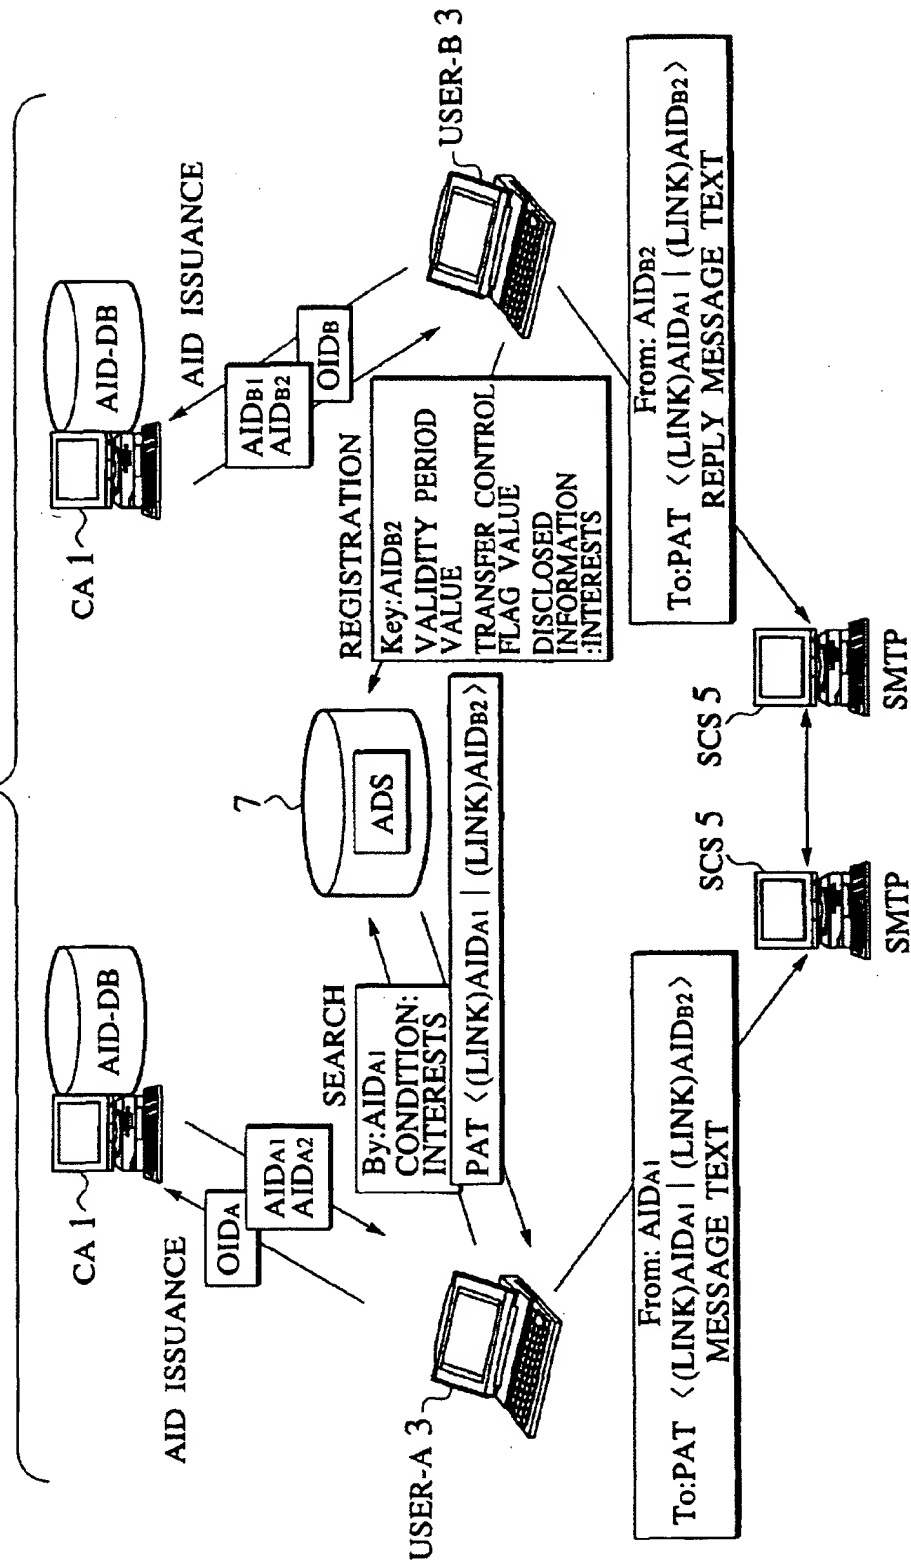 CA 1
AID-DB
AID ISSUANCE
OIDA
AIDA1
AIDA2
USER-A 3
SEARCH
By:AIDA1
CONDITION:
INTERESTS
PAT <(LINK)AIDA1 | (LINK)AIDB2>
7
ADS
CA 1
AID-DB
AID ISSUANCE
AIDB1
AIDB2
OIDB
USER-B 3
REGISTRATION
Key:AIDB2
VALIDITY PERIOD
VALUE
TRANSFER CONTROL
FLAG VALUE
DISCLOSED
INFORMATION
:INTERESTS
From: AIDA1
To:PAT <(LINK)AIDA1 | (LINK)AIDB2>
MESSAGE TEXT
SCS 5
SMTP
SCS 5
SMTP
From: AIDB2
To:PAT <(LINK)AIDA1 | (LINK)AIDB2>
REPLY MESSAGE TEXT